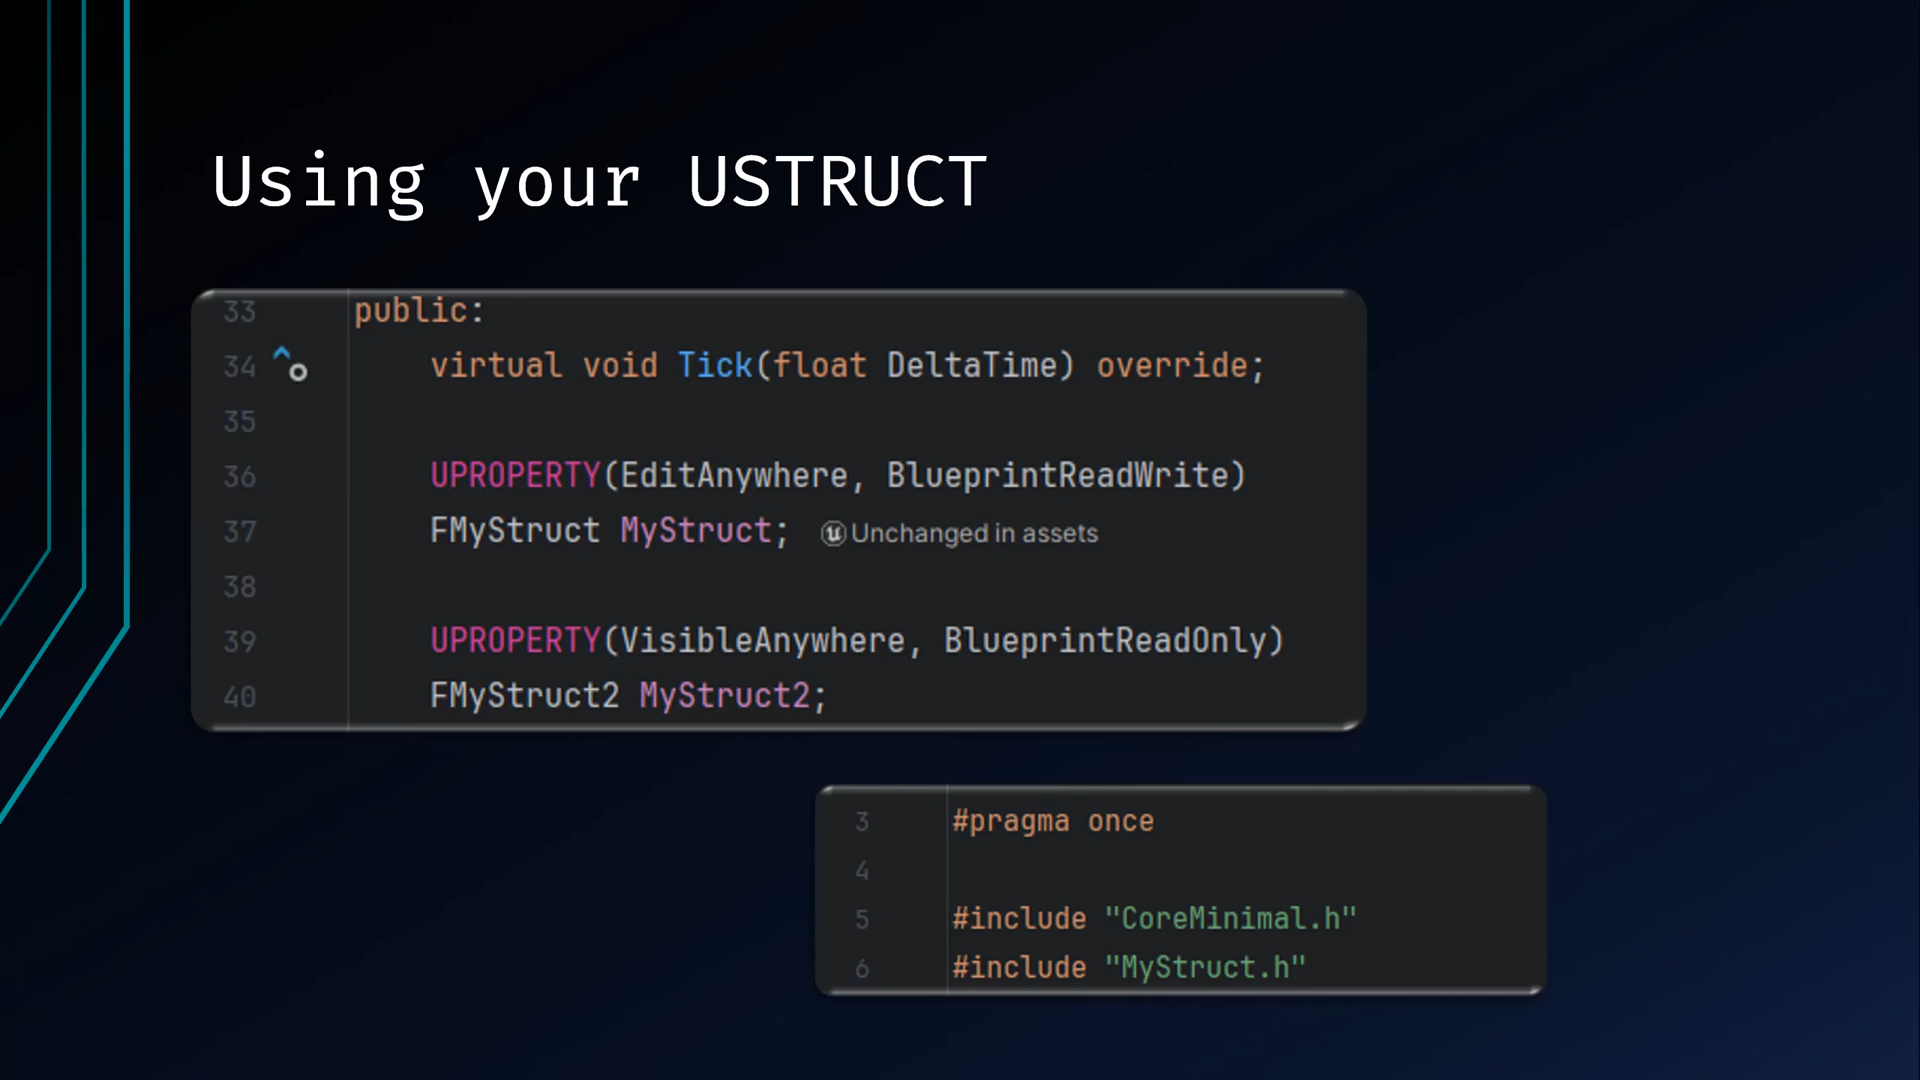 Using your USTRUCT
33 public:
34 virtual void Tick(float DeltaTime) override;
35
36 UPROPERTY(EditAnywhere, BlueprintReadWrite)
37 FMyStruct MyStruct; Unchanged in assets
38
39 UPROPERTY(VisibleAnywhere, BlueprintReadOnly)
40 FMyStruct2 MyStruct2;
3 #pragma once
4
5 #include "CoreMinimal.h"
6 #include "MyStruct.h"